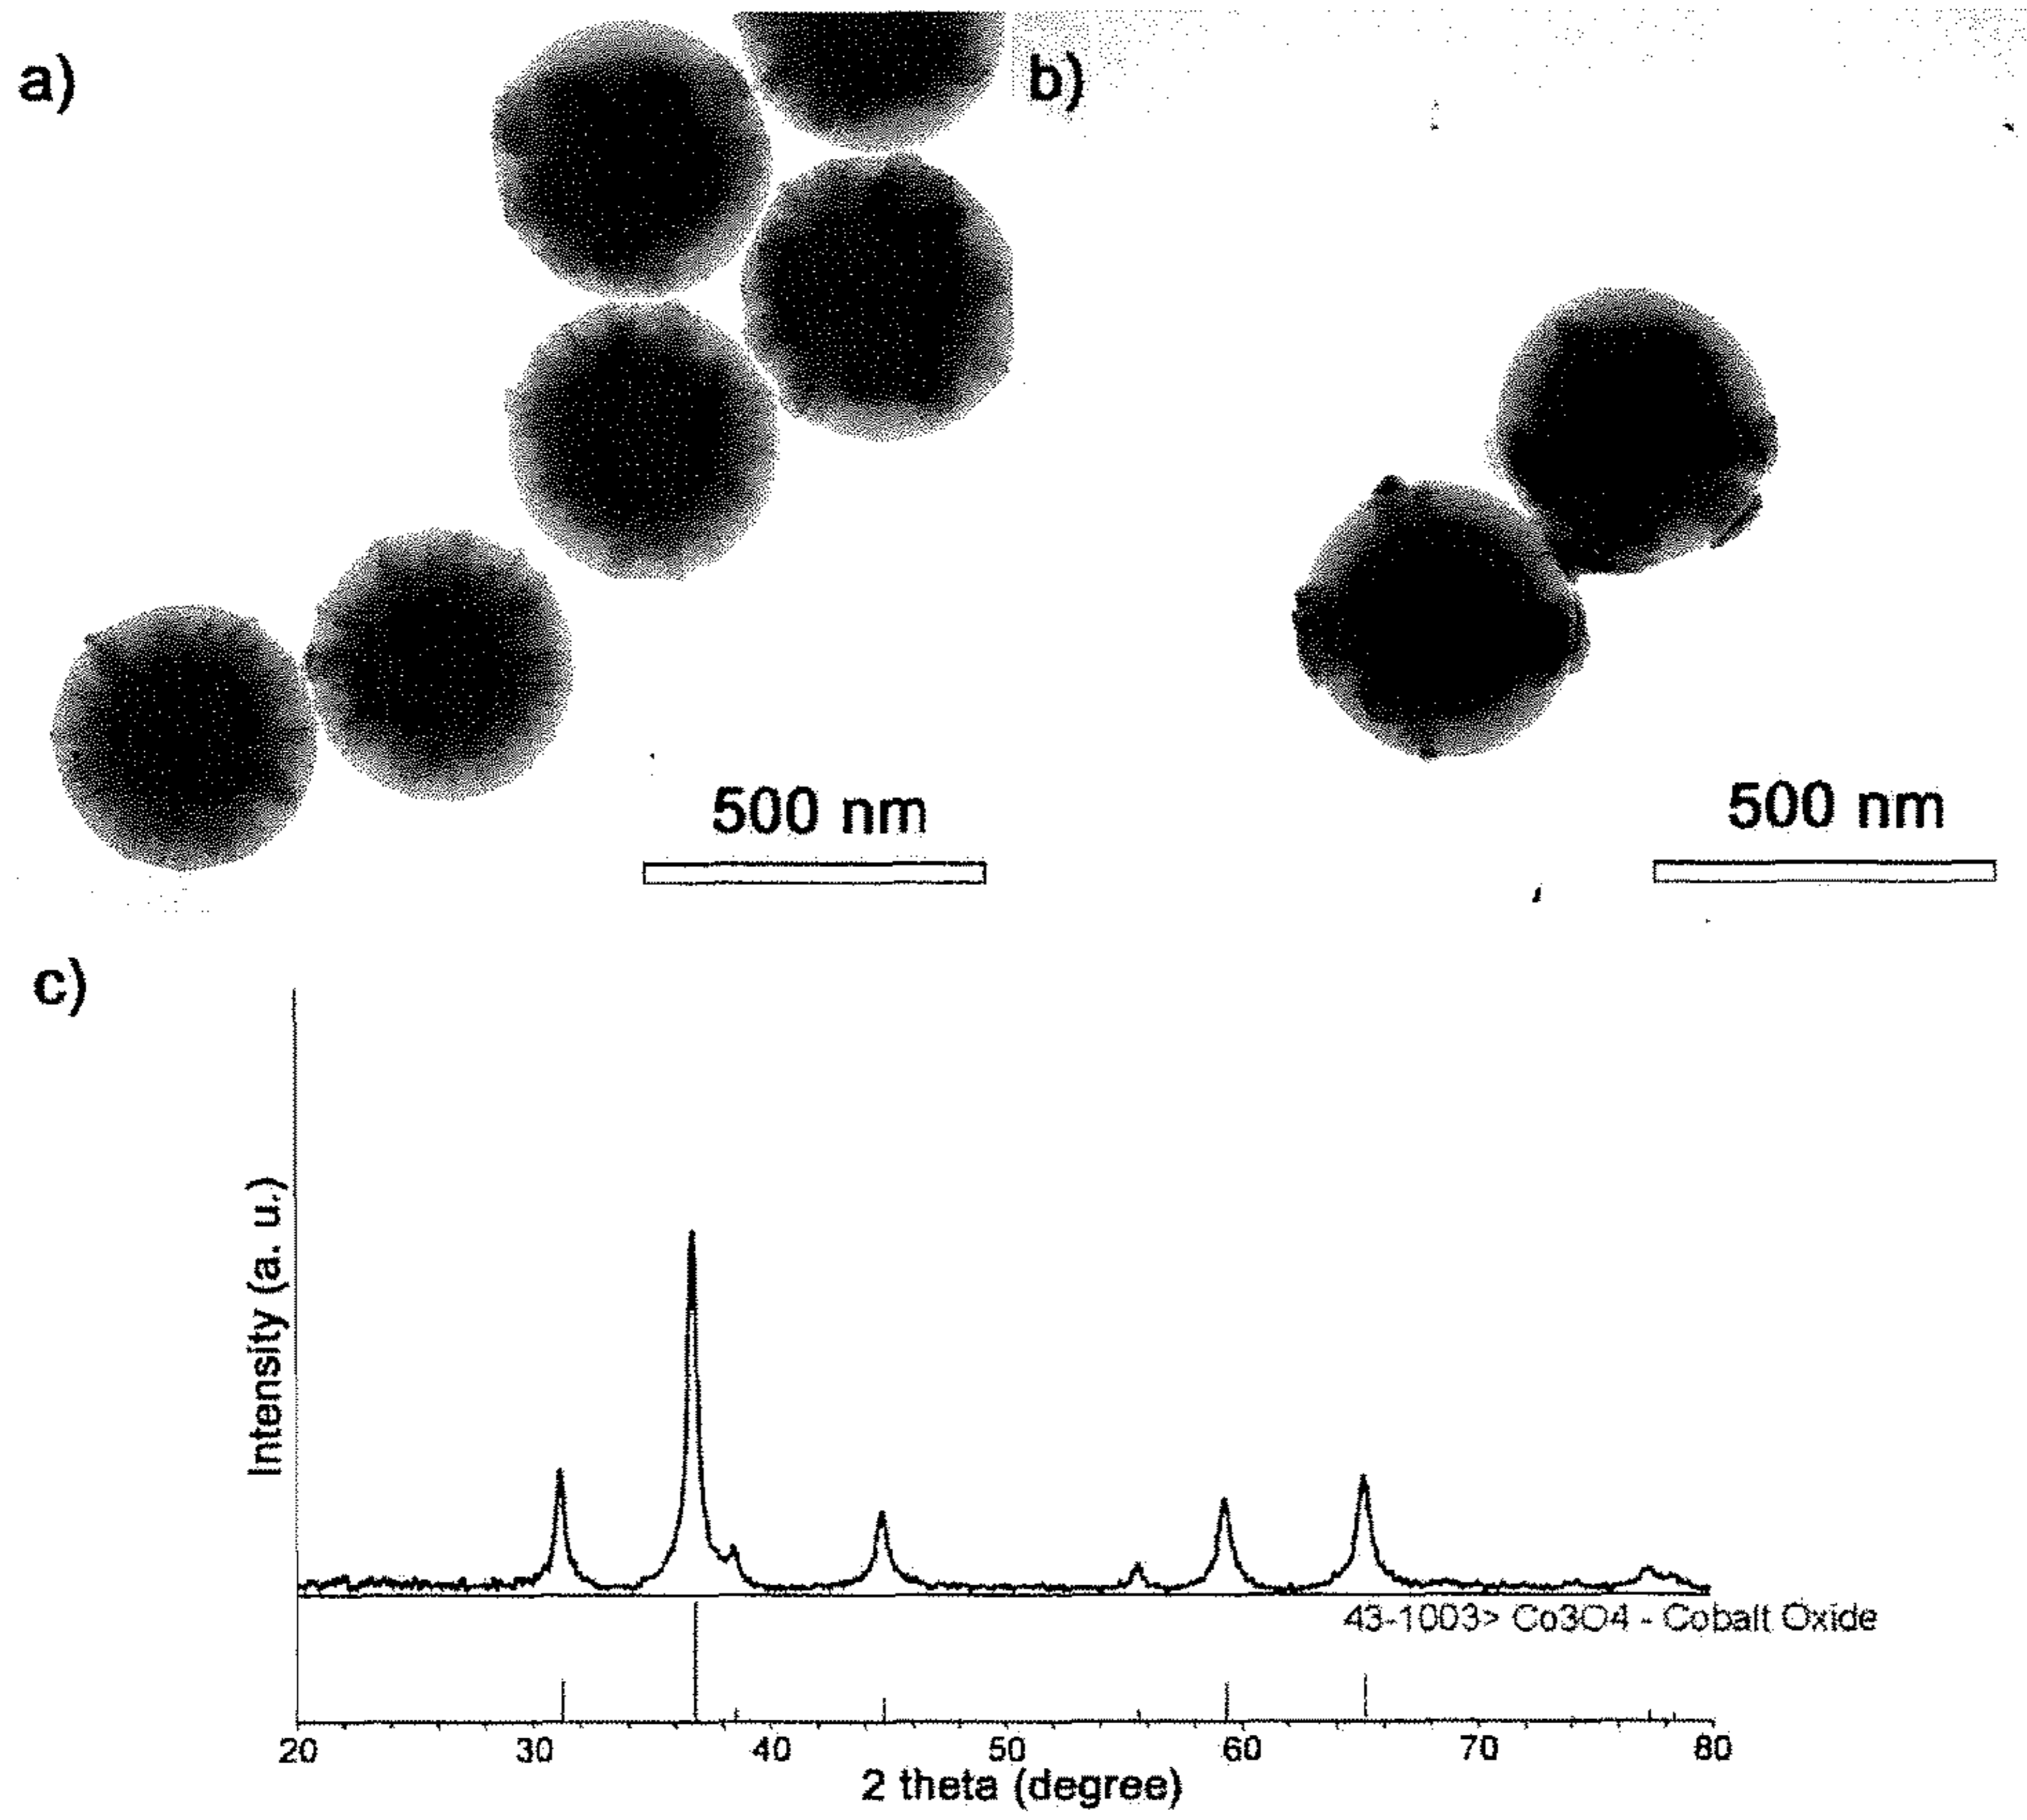 a)
b)
500 nm
500 nm
c)
Intensity (a. u.)
43-1003> Co3O4 - Cobalt Oxide
20 30 40 50 60 70 80
2 theta (degree)